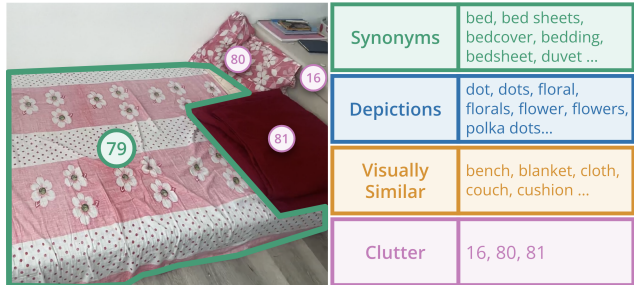 80
16
79
81
Synonyms
bed, bed sheets,
bedcover, bedding,
bedsheet, duvet ...
Depictions
dot, dots, floral,
florals, flower, flowers,
polka dots...
Visually
Similar
bench, blanket, cloth,
couch, cushion ...
Clutter
16, 80, 81